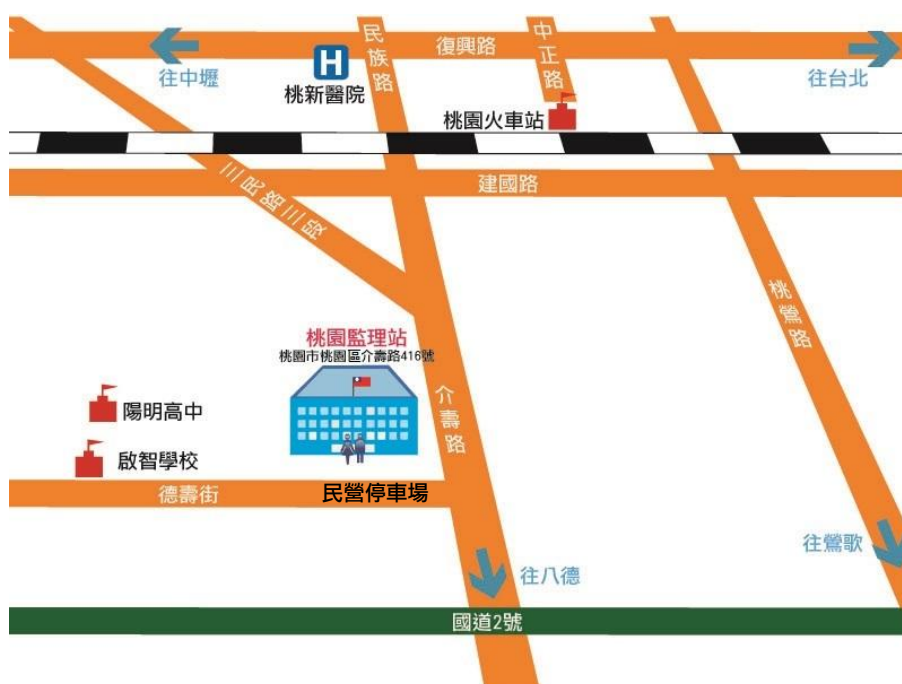 民族路
中正路
復興路
往中壢
H
桃新醫院
往台北
桃園火車站
三民路三段
建國路
桃鶯路
桃園監理站
桃園市桃園區介壽路416號
介壽路
陽明高中
啟智學校
德壽街
民營停車場
往鶯歌
往八德
國道2號